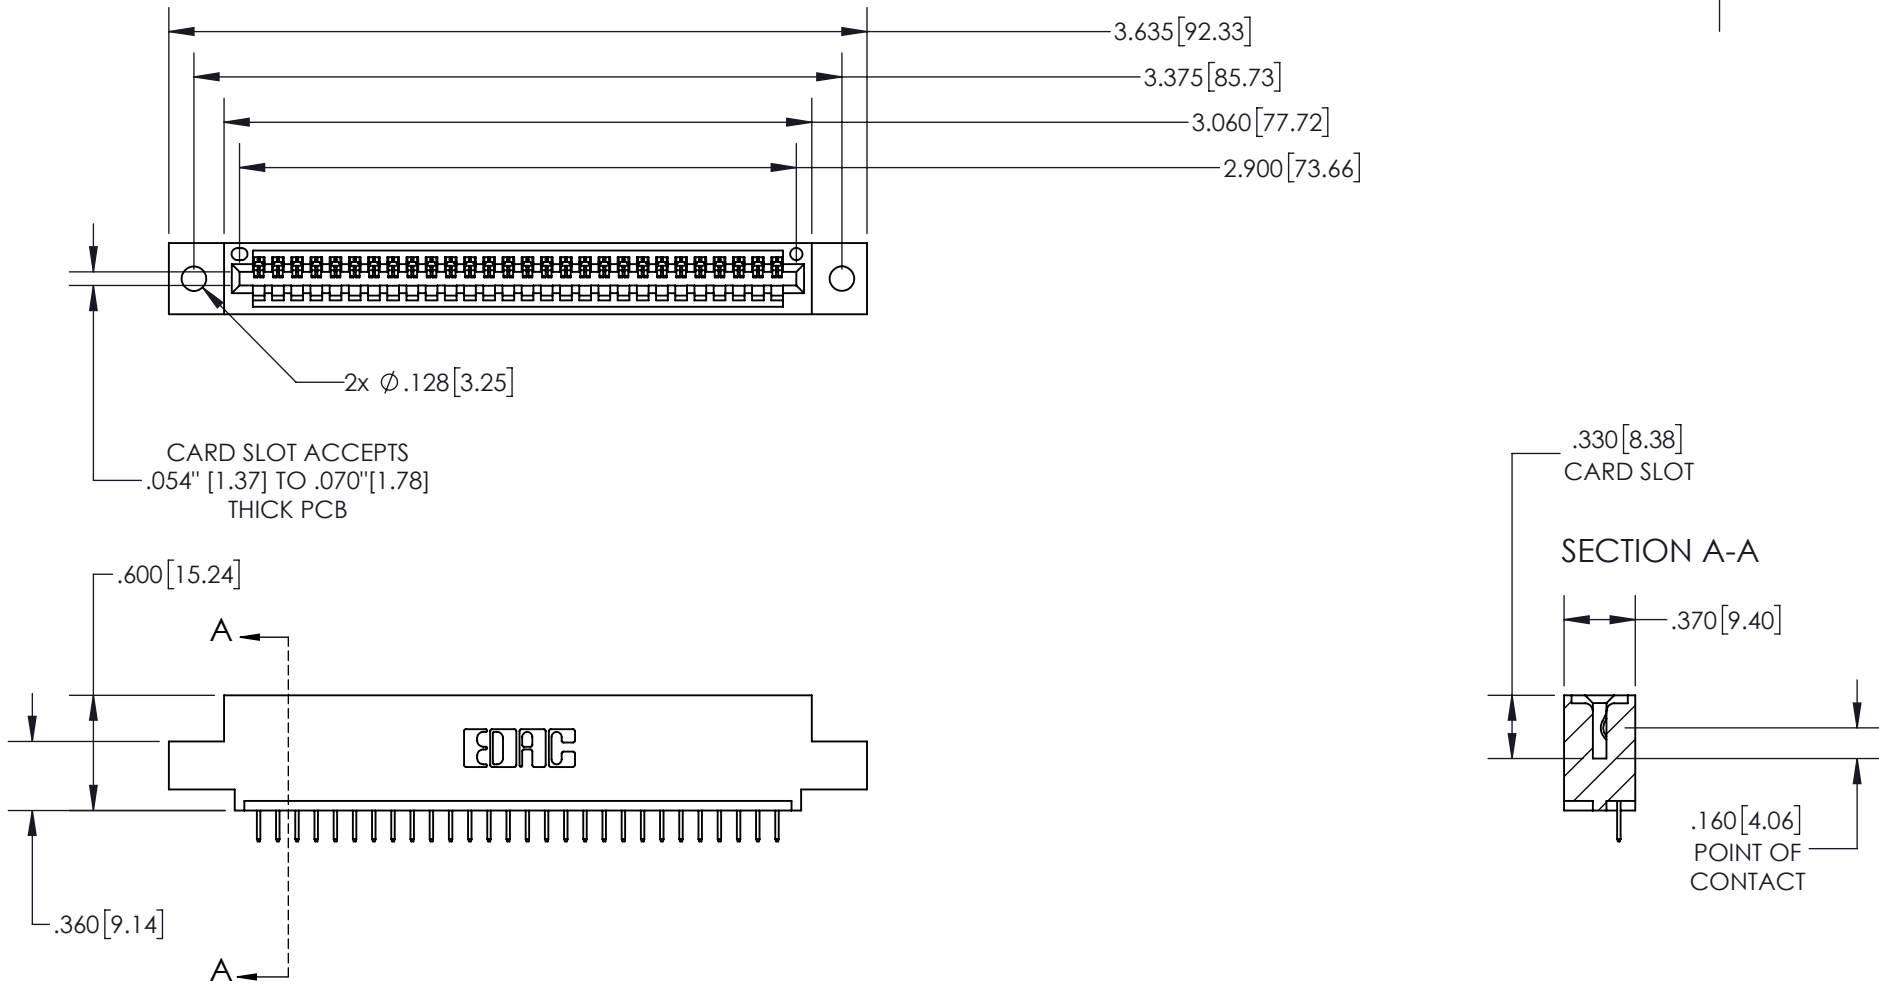 3.635[92.33]
3.375[85.73]
3.060[77.72]
2.900[73.66]
2x Ø.128[3.25]
CARD SLOT ACCEPTS
.054" [1.37] TO .070"[1.78]
THICK PCB
.330[8.38]
CARD SLOT
SECTION A-A
.600[15.24]
.370[9.40]
A
EDAC
.160[4.06]
POINT OF
CONTACT
.360[9.14]
A